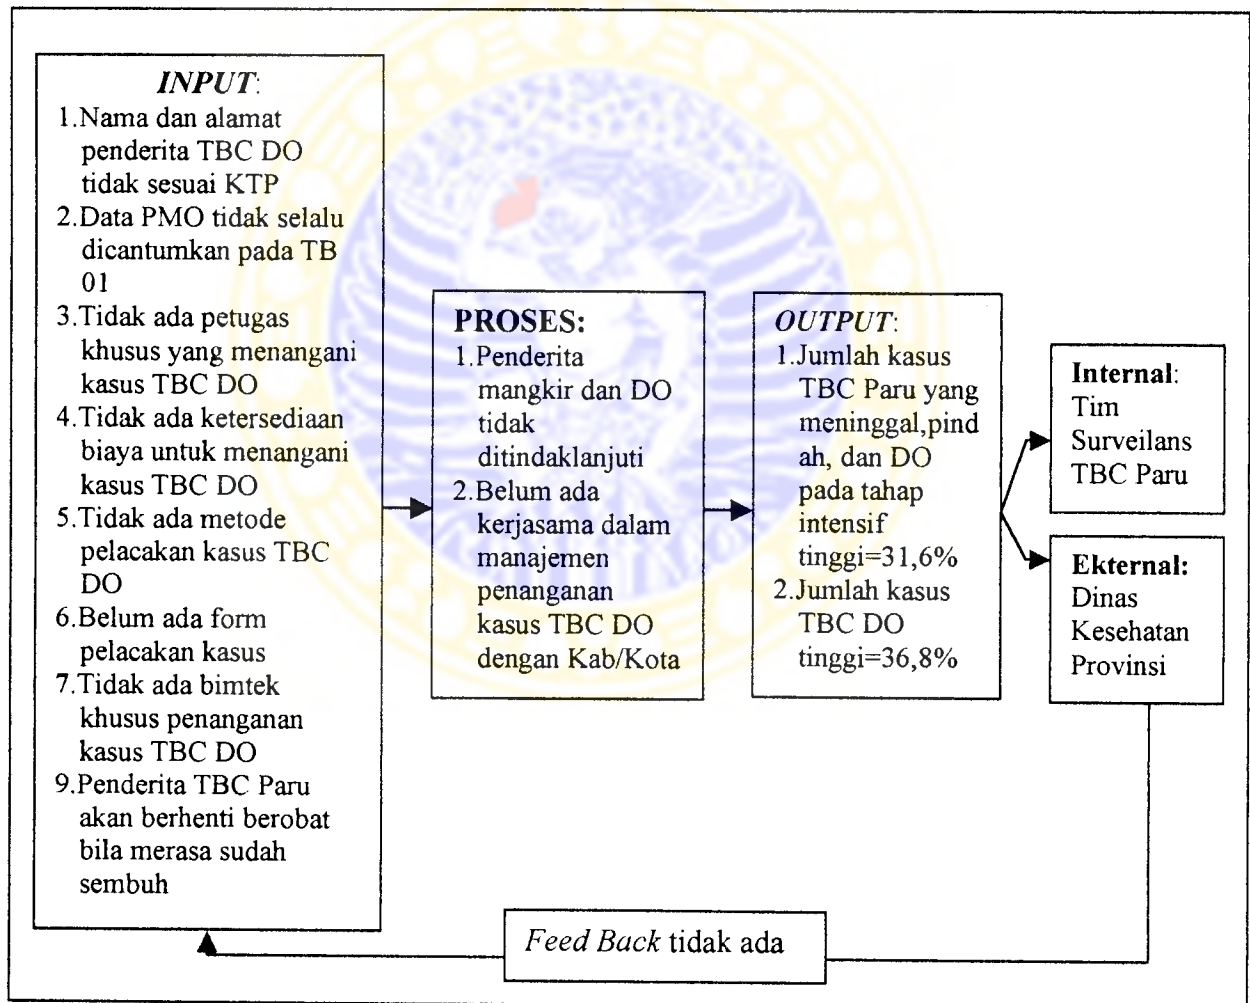 INPUT:
1.Nama dan alamat
penderita TBC DO
tidak sesuai KTP
2.Data PMO tidak selalu
dicantumkan pada TB
01
3.Tidak ada petugas
khusus yang menangani
kasus TBC DO
4.Tidak ada ketersediaan
biaya untuk menangani
kasus TBC DO
5.Tidak ada metode
pelacakan kasus TBC
DO
6.Belum ada form
pelacakan kasus
7.Tidak ada bimtek
khusus penanganan
kasus TBC DO
9.Penderita TBC Paru
akan berhenti berobat
bila merasa sudah
sembuh
PROSES:
1.Penderita
mangkir dan DO
tidak
ditindaklanjuti
2.Belum ada
kerjasama dalam
manajemen
penanganan
kasus TBC DO
dengan Kab/Kota
OUTPUT:
1.Jumlah kasus
TBC Paru yang
meninggal,pind
ah, dan DO
pada tahap
intensif
tinggi=31,6%
2.Jumlah kasus
TBC DO
tinggi=36,8%
Internal:
Tim
Surveilans
TBC Paru
Ekternal:
Dinas
Kesehatan
Provinsi
Feed Back tidak ada